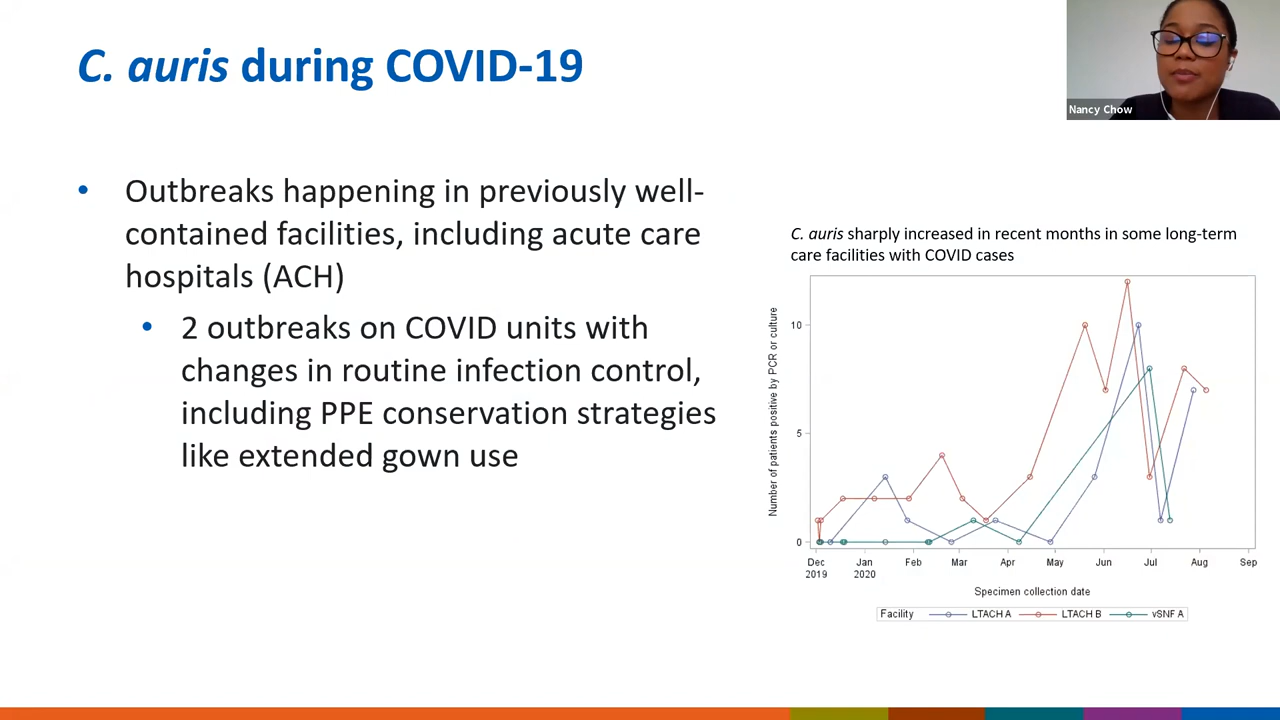 C. auris during COVID-19
Nancy Chow
• Outbreaks happening in previously well-
contained facilities, including acute care
hospitals (ACH)
• 2 outbreaks on COVID units with
changes in routine infection control,
including PPE conservation strategies
like extended gown use
C. auris sharply increased in recent months in some long-term
care facilities with COVID cases
Number of patients positive by PCR or culture
10
5
0
Dec Jan Feb Mar Apr May Jun Jul Aug Sep
2019 2020
Specimen collection date
Facility LTACH A LTACH B vSNF A